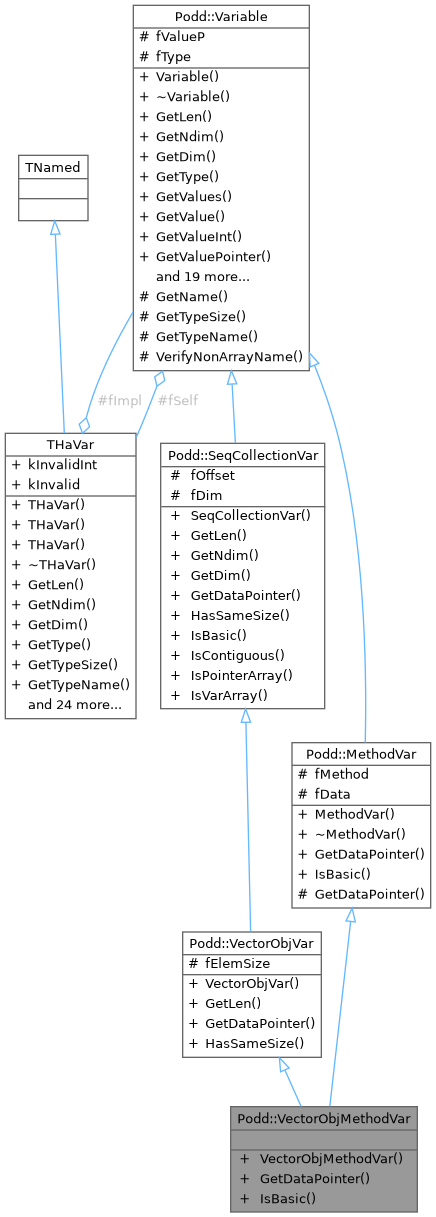 Podd::Variable
# fValueP
# fType
+ Variable()
+ ~Variable()
+ GetLen()
+ GetNdim()
+ GetDim()
+ GetType()
+ GetValues()
+ GetValue()
+ GetValueInt()
+ GetValuePointer()
and 19 more...
# GetName()
# GetTypeSize()
# GetTypeName()
# VerifyNonArrayName()
TNamed
#fImpl
#fSelf
THaVar
+ kInvalidInt
+ kInvalid
+ THaVar()
+ THaVar()
+ THaVar()
+ ~THaVar()
+ GetLen()
+ GetNdim()
+ GetDim()
+ GetType()
+ GetTypeSize()
+ GetTypeName()
and 24 more...
Podd::SeqCollectionVar
# fOffset
# fDim
+ SeqCollectionVar()
+ GetLen()
+ GetNdim()
+ GetDim()
+ GetDataPointer()
+ HasSameSize()
+ IsBasic()
+ IsContiguous()
+ IsPointerArray()
+ IsVarArray()
Podd::MethodVar
# fMethod
# fData
+ MethodVar()
+ ~MethodVar()
+ GetDataPointer()
+ IsBasic()
# GetDataPointer()
Podd::VectorObjVar
# fElemSize
+ VectorObjVar()
+ GetLen()
+ GetDataPointer()
+ HasSameSize()
Podd::VectorObjMethodVar
+ VectorObjMethodVar()
+ GetDataPointer()
+ IsBasic()